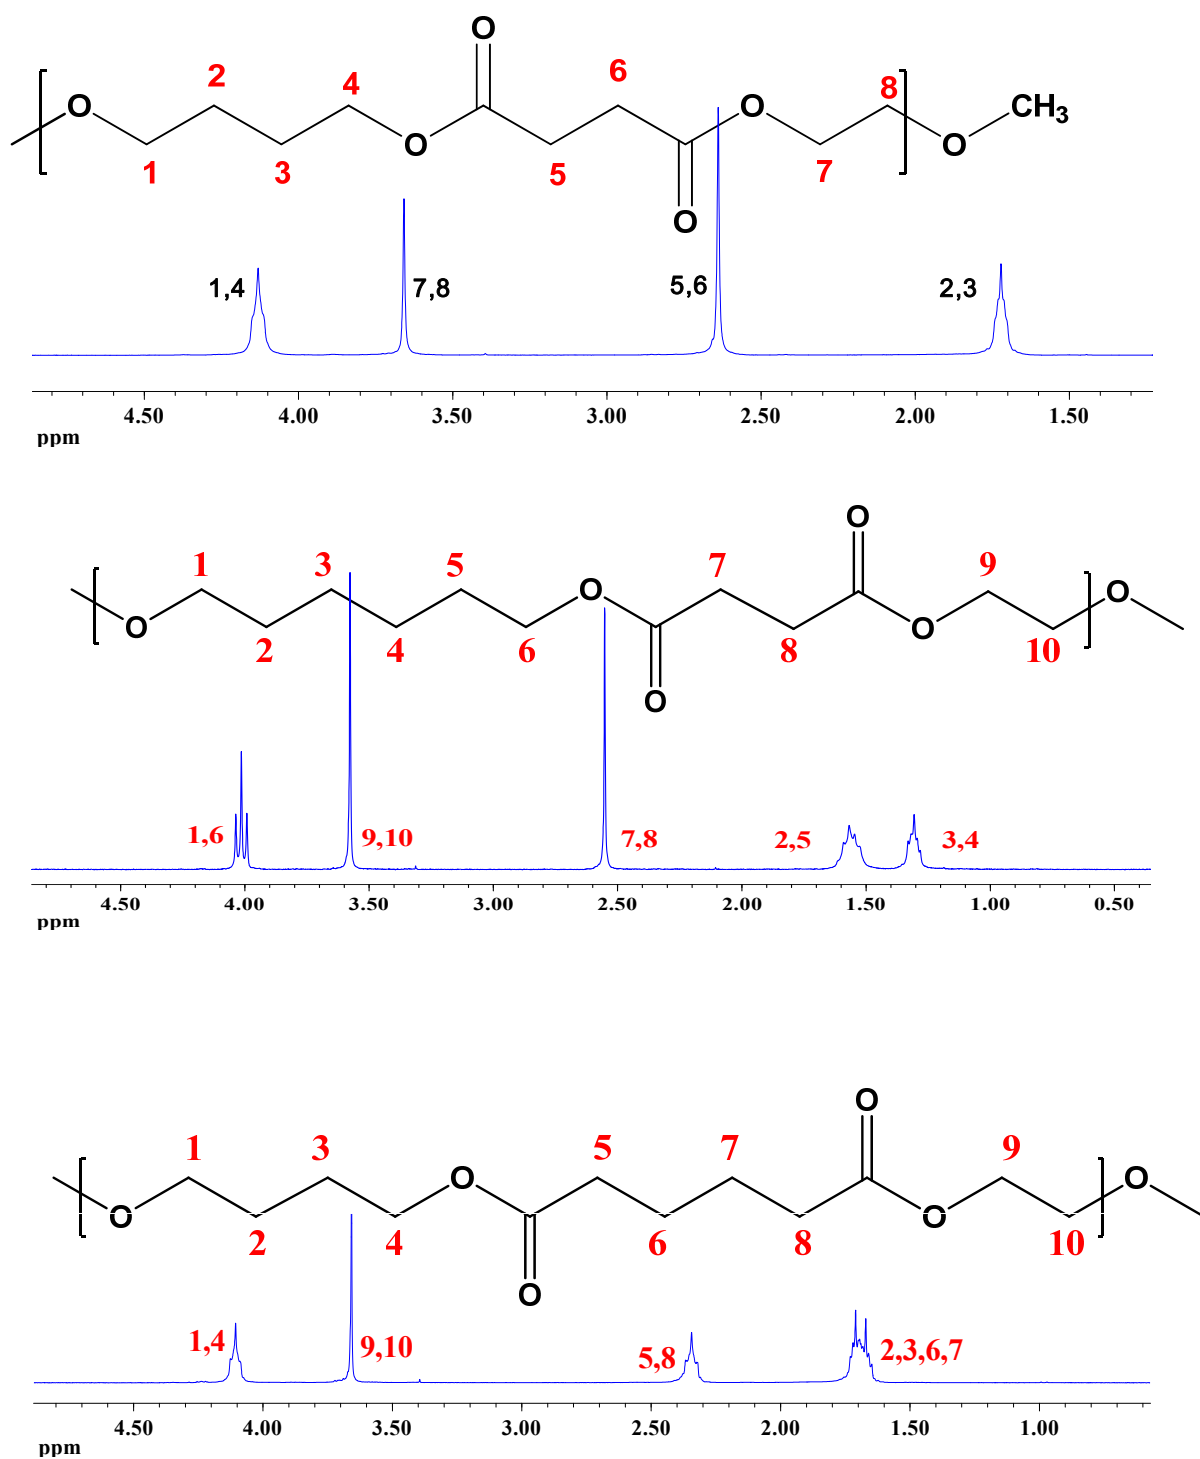 O
6
2 4 8
O O CH₃
O O
1 3 5 7
O
1,4 7,8 5,6 2,3
4.50 4.00 3.50 3.00 2.50 2.00 1.50
ppm
O
1 3 5 7 9
O O
O O
2 4 6 8 10
O
1,6 9,10 7,8 2,5 3,4
4.50 4.00 3.50 3.00 2.50 2.00 1.50 1.00 0.50
ppm
O
1 3 5 7 9
O O
O O
2 4 6 8 10
O
1,4 9,10 5,8 2,3,6,7
4.50 4.00 3.50 3.00 2.50 2.00 1.50 1.00
ppm